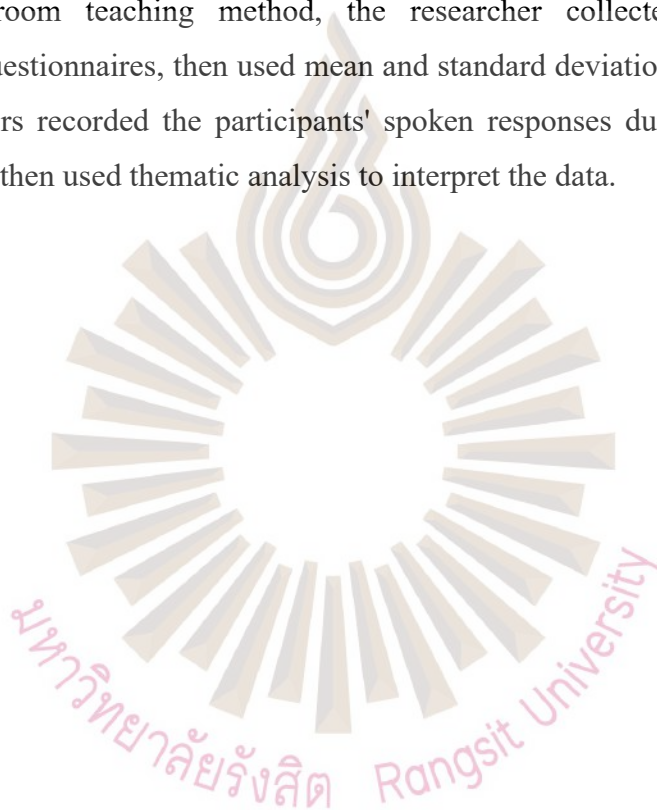 room teaching method, the researcher collecte
uestionnaires, then used mean and standard deviatio
rs recorded the participants' spoken responses du
then used thematic analysis to interpret the data.
มหาวิทยาลัยรังสิต Rangsit University